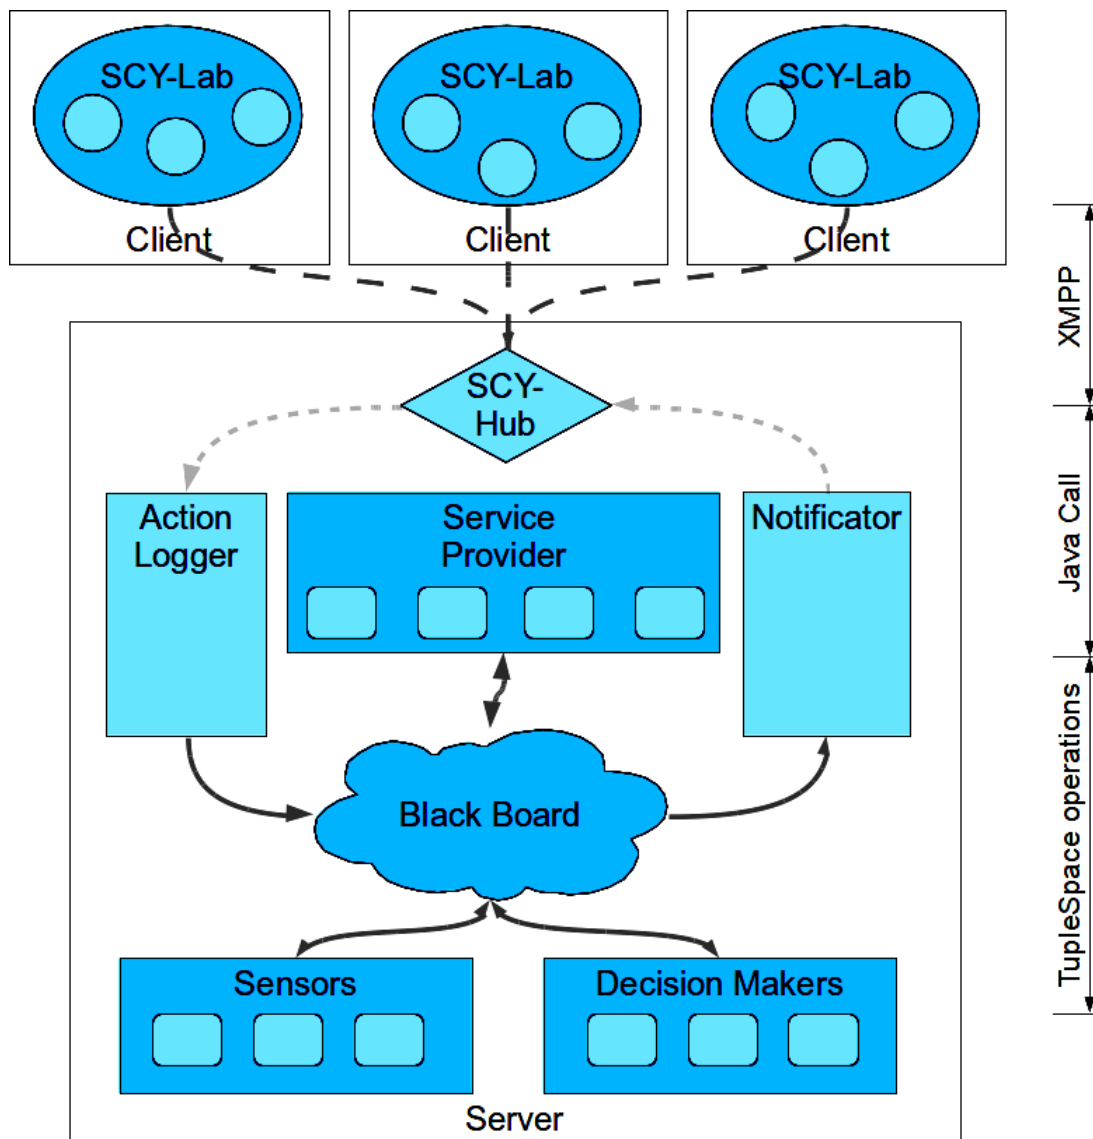 SCY-Lab
SCY-Lab
SCY-Lab
Client
Client
Client
XMPP
SCY-
Hub
Action
Logger
Service
Provider
Notificator
Java Call
Black Board
TupleSpace operations
Sensors
Decision Makers
Server